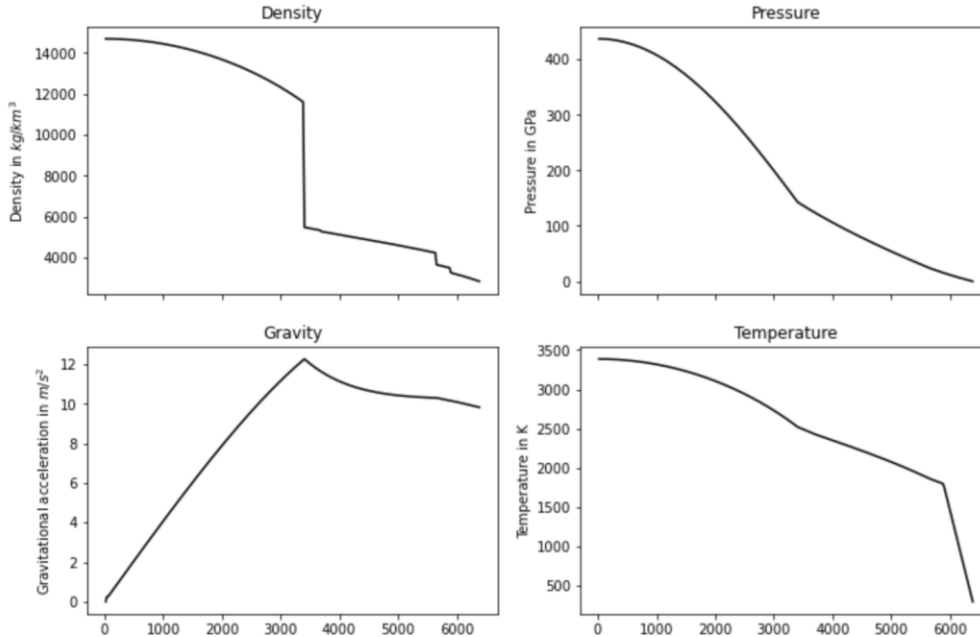 Density
Pressure
Density in kg/km³
14000
12000
10000
8000
6000
4000
Pressure in GPa
400
300
200
100
0
Gravity
Temperature
Gravitational acceleration in m/s²
12
10
8
6
4
2
0
0 1000 2000 3000 4000 5000 6000
Temperature in K
3500
3000
2500
2000
1500
1000
500
0 1000 2000 3000 4000 5000 6000